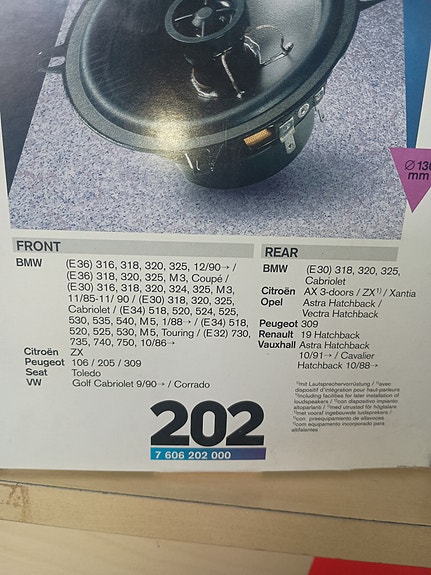 Ø 130
mm
FRONT
BMW (E36) 316, 318, 320, 325, 12/90→ /
(E36) 318, 320, 325, M3, Coupé /
(E30) 316, 318, 320, 324, 325, M3,
11/85-11/ 90 / (E30) 318, 320, 325,
Cabriolet / (E34) 518, 520, 524, 525,
530, 535, 540, M5, 1/88→ / (E34) 518,
520, 525, 530, M5, Touring / (E32) 730,
735, 740, 750, 10/86→
Citroën ZX
Peugeot 106 / 205 / 309
Seat Toledo
VW Golf Cabriolet 9/90→ / Corrado
REAR
BMW (E30) 318, 320, 325,
Cabriolet
Citroën AX 3-doors / ZX¹⁾ / Xantia
Opel Astra Hatchback /
Vectra Hatchback
Peugeot 309
Renault 19 Hatchback
Vauxhall Astra Hatchback
10/91→ / Cavalier
Hatchback 10/88→
¹⁾mit Lautsprechervorrüstung / ¹⁾avec
dispositif d'intégration pour haut-parleurs
¹⁾Including facilities for later installation of
loudspeakers / ¹⁾con dispositivo impianto
altoparlanti / ¹⁾med utrustad för högtalare
¹⁾met vooraf ingebouwde luidsprekers /
¹⁾con preequipamiento de altavoces
¹⁾com equipamento incorporado para
altifalantes
202
7 606 202 000